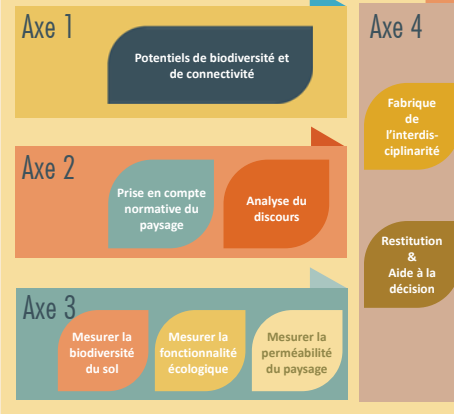 Axe 1
Potentiels de biodiversité et
de connectivité
Axe 2
Prise en compte
normative du
paysage
Analyse du
discours
Axe 3
Mesurer la
biodiversité
du sol
Mesurer la
fonctionnalité
écologique
Mesurer la
perméabilité
du paysage
Axe 4
Fabrique
de
l'interdis-
ciplinarité
Restitution
&
Aide à la
décision